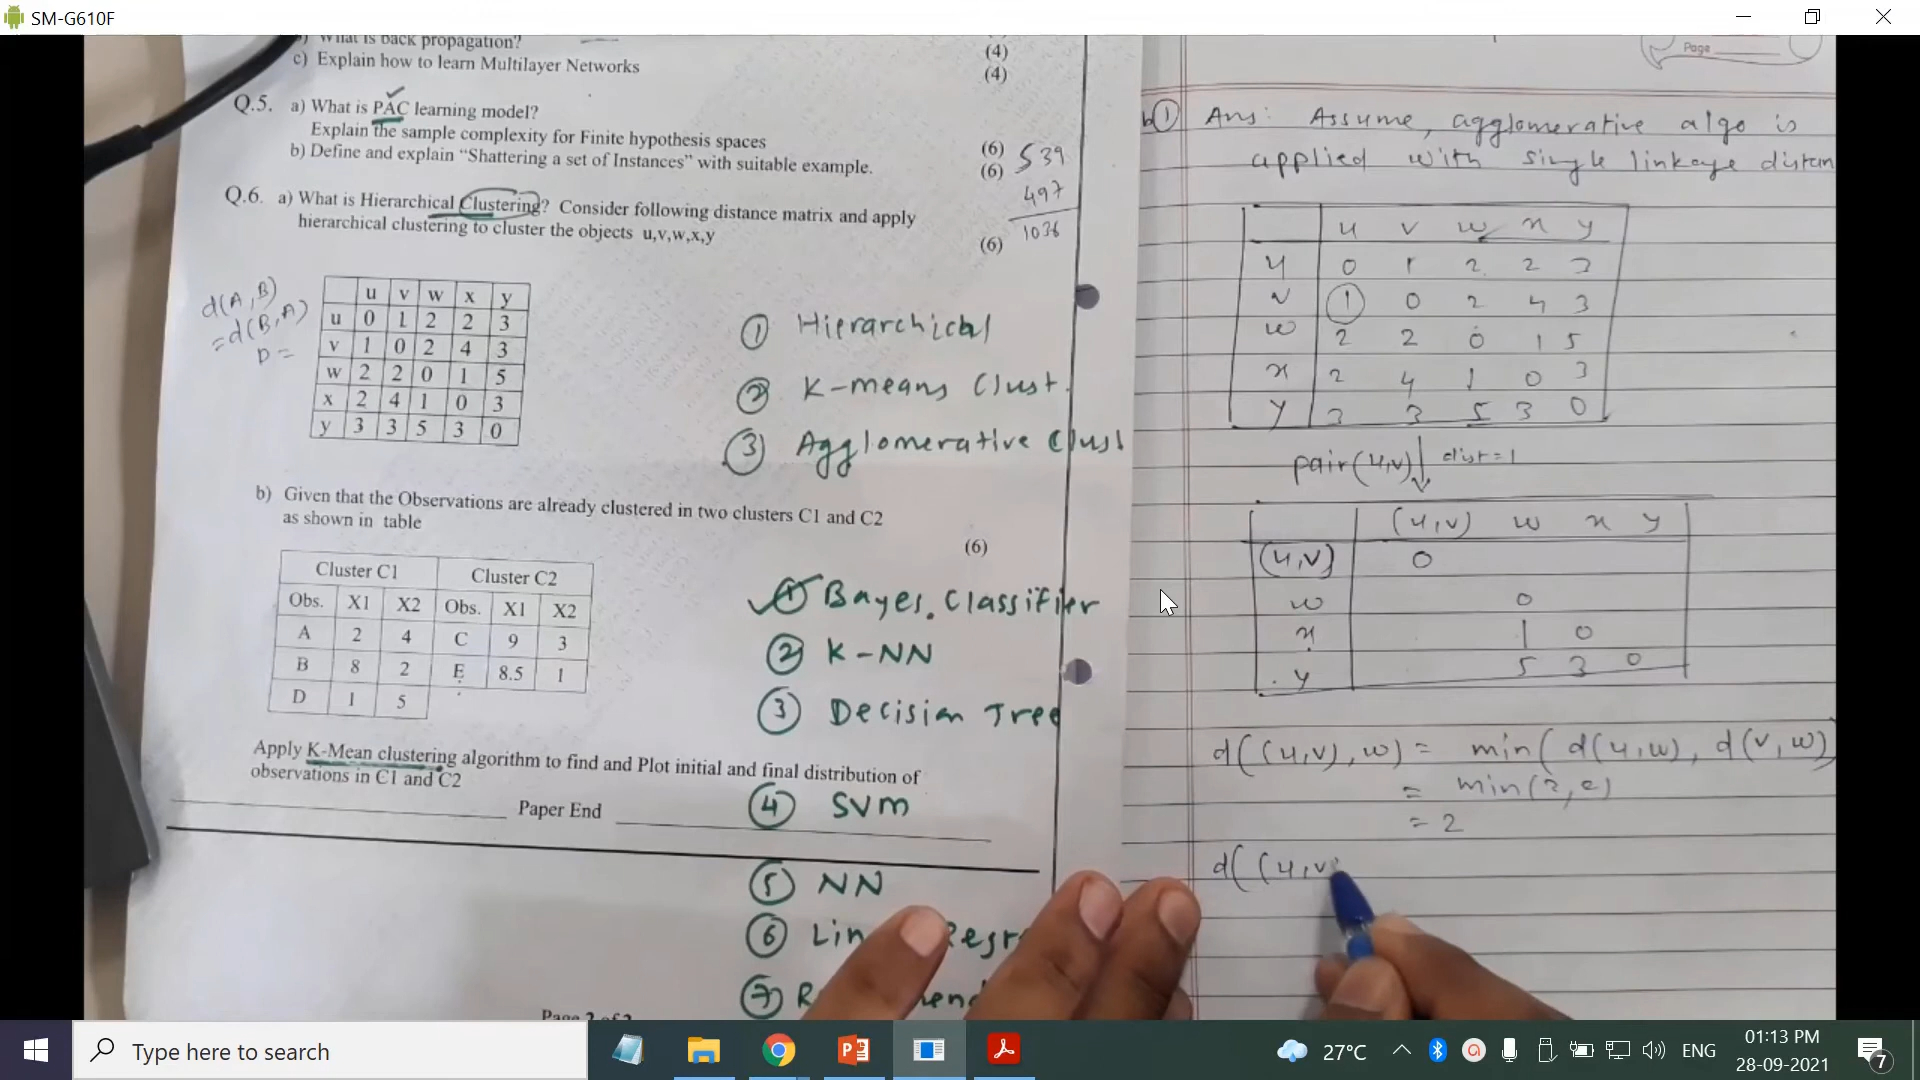 SM-G610F
What is back propagation?
(4)
c) Explain how to learn Multilayer Networks
(4)
Q.5. a) What is PAC learning model?
Explain the sample complexity for Finite hypothesis spaces
(6)
b) Define and explain "Shattering a set of Instances" with suitable example.
(6)
539
497
1036
Q.6. a) What is Hierarchical Clustering? Consider following distance matrix and apply
hierarchical clustering to cluster the objects u,v,w,x,y
(6)
d(A,B)
=d(B,A)
D =
u v w x y
u 0 1 2 2 3
v 1 0 2 4 3
w 2 2 0 1 5
x 2 4 1 0 3
y 3 3 5 3 0
① Hierarchical
② K-means Clust.
③ Agglomerative Clust
b) Given that the Observations are already clustered in two clusters C1 and C2
as shown in table
(6)
Cluster C1 Cluster C2
Obs. X1 X2 Obs. X1 X2
A 2 4 C 9 3
B 8 2 E 8.5 1
D 1 5
① Bayes. Classifier
② K-NN
③ Decision Tree
Apply K-Mean clustering algorithm to find and Plot initial and final distribution of
observations in C1 and C2
④ SVM
Paper End
⑤ NN
⑥ Lin Regr
⑦
Page
b① Ans: Assume, agglomerative algo is
applied with single linkage distan
u v w x y
u 0 1 2 2 3
v 1 0 2 4 3
w 2 2 0 1 5
x 2 4 1 0 3
y 3 3 5 3 0
pair(u,v) dist=1
(u,v) w x y
(u,v) 0
w 0
x 1 0
y 5 3 0
d((u,v),w) = min(d(u,w), d(v,w)
= min(2,2)
= 2
d((u,v
Type here to search
27°C
ENG
01:13 PM
28-09-2021
7